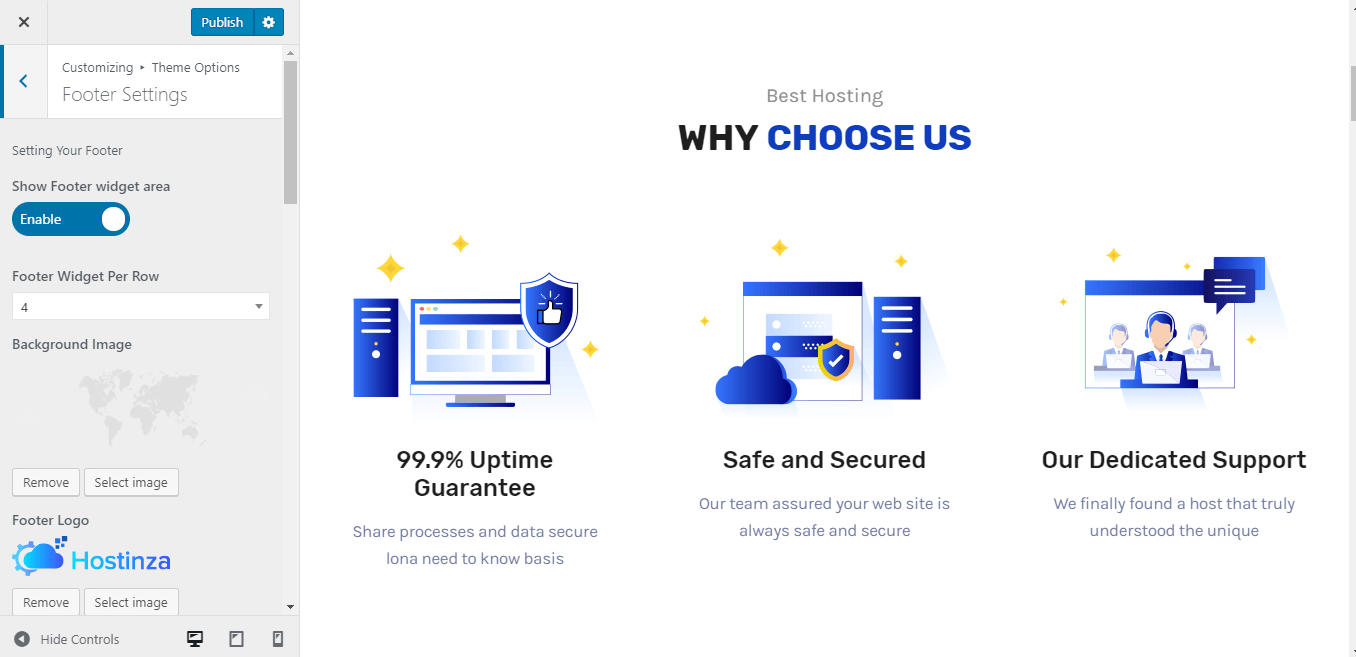 Publish
Customizing ▸ Theme Options
Footer Settings
Setting Your Footer
Show Footer widget area
Enable
Footer Widget Per Row
4
Background Image
Remove
Select image
Footer Logo
Hostinza
Remove
Select image
Hide Controls
Best Hosting
WHY CHOOSE US
99.9% Uptime
Guarantee
Share processes and data secure
lona need to know basis
Safe and Secured
Our team assured your web site is
always safe and secure
Our Dedicated Support
We finally found a host that truly
understood the unique